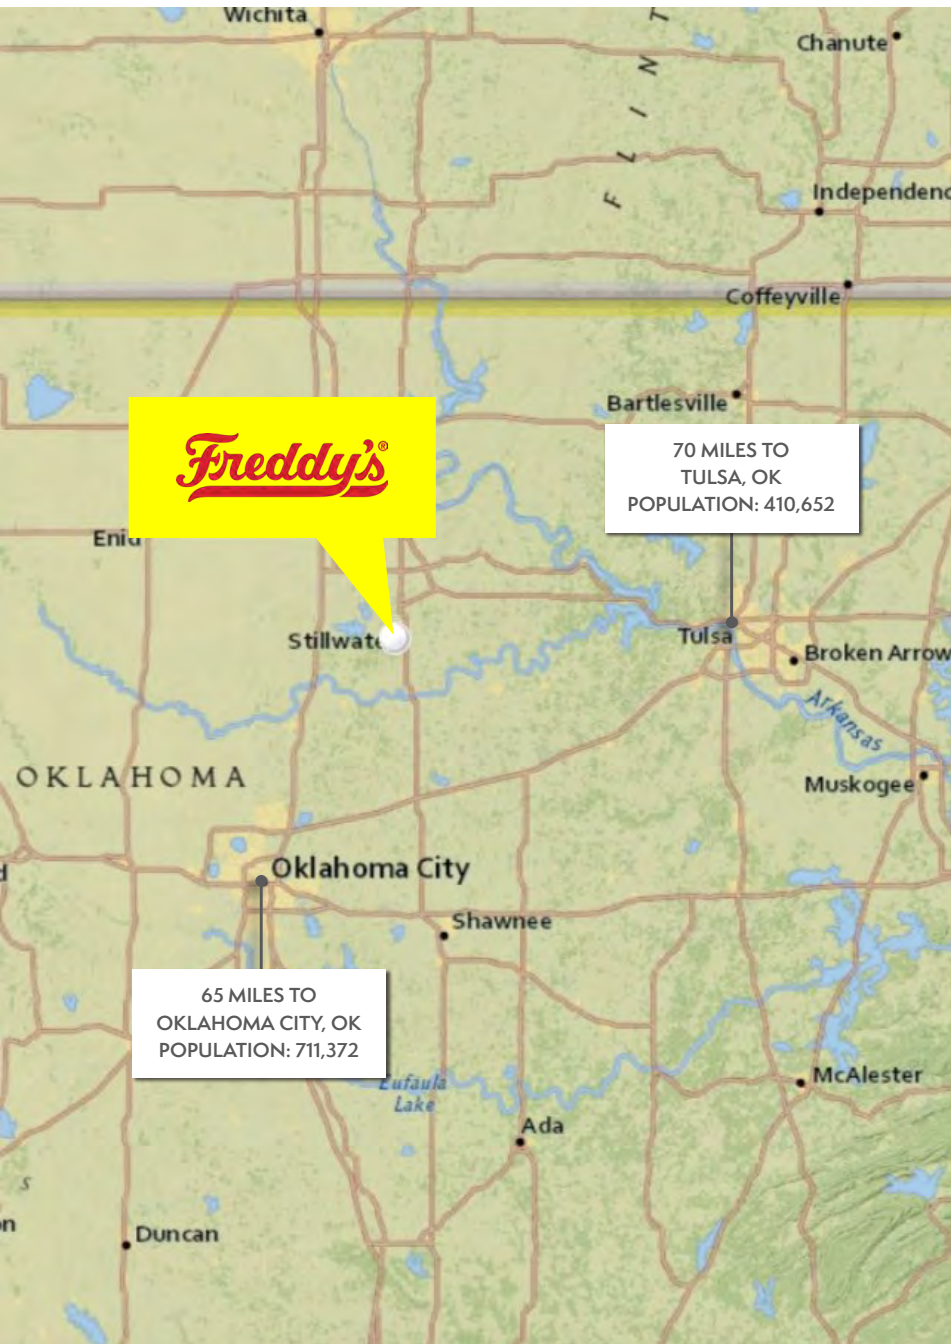 Wichita
Chanute
F L I N T
Independenc
Coffeyville
Bartlesville
Freddy's®
70 MILES TO
TULSA, OK
POPULATION: 410,652
Enid
Stillwate
Tulsa
Broken Arrow
Arkansas
OKLAHOMA
Muskogee
d
Oklahoma City
Shawnee
65 MILES TO
OKLAHOMA CITY, OK
POPULATION: 711,372
Eufaula
Lake
McAlester
Ada
S
on
Duncan